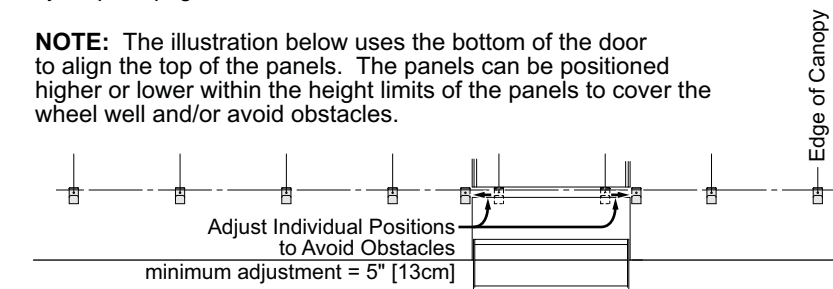 NOTE: The illustration below uses the bottom of the door
to align the top of the panels. The panels can be positioned
higher or lower within the height limits of the panels to cover the
wheel well and/or avoid obstacles.
Edge of Canopy
Adjust Individual Positions
to Avoid Obstacles
minimum adjustment = 5" [13cm]